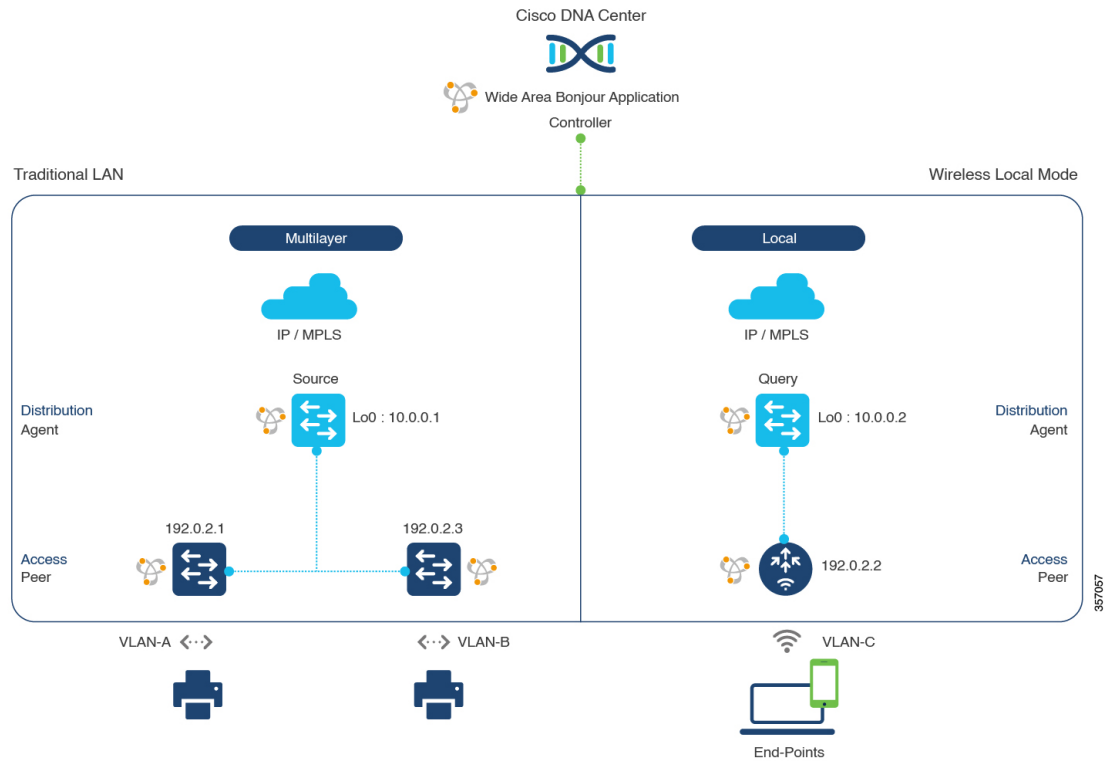 Cisco DNA Center
Wide Area Bonjour Application
Controller
Traditional LAN
Wireless Local Mode
Multilayer
Local
IP / MPLS
IP / MPLS
Source
Query
Distribution
Agent
Lo0 : 10.0.0.1
Lo0 : 10.0.0.2
Distribution
Agent
192.0.2.1
192.0.2.3
Access
Peer
192.0.2.2
Access
Peer
357057
VLAN-A
VLAN-B
VLAN-C
End-Points